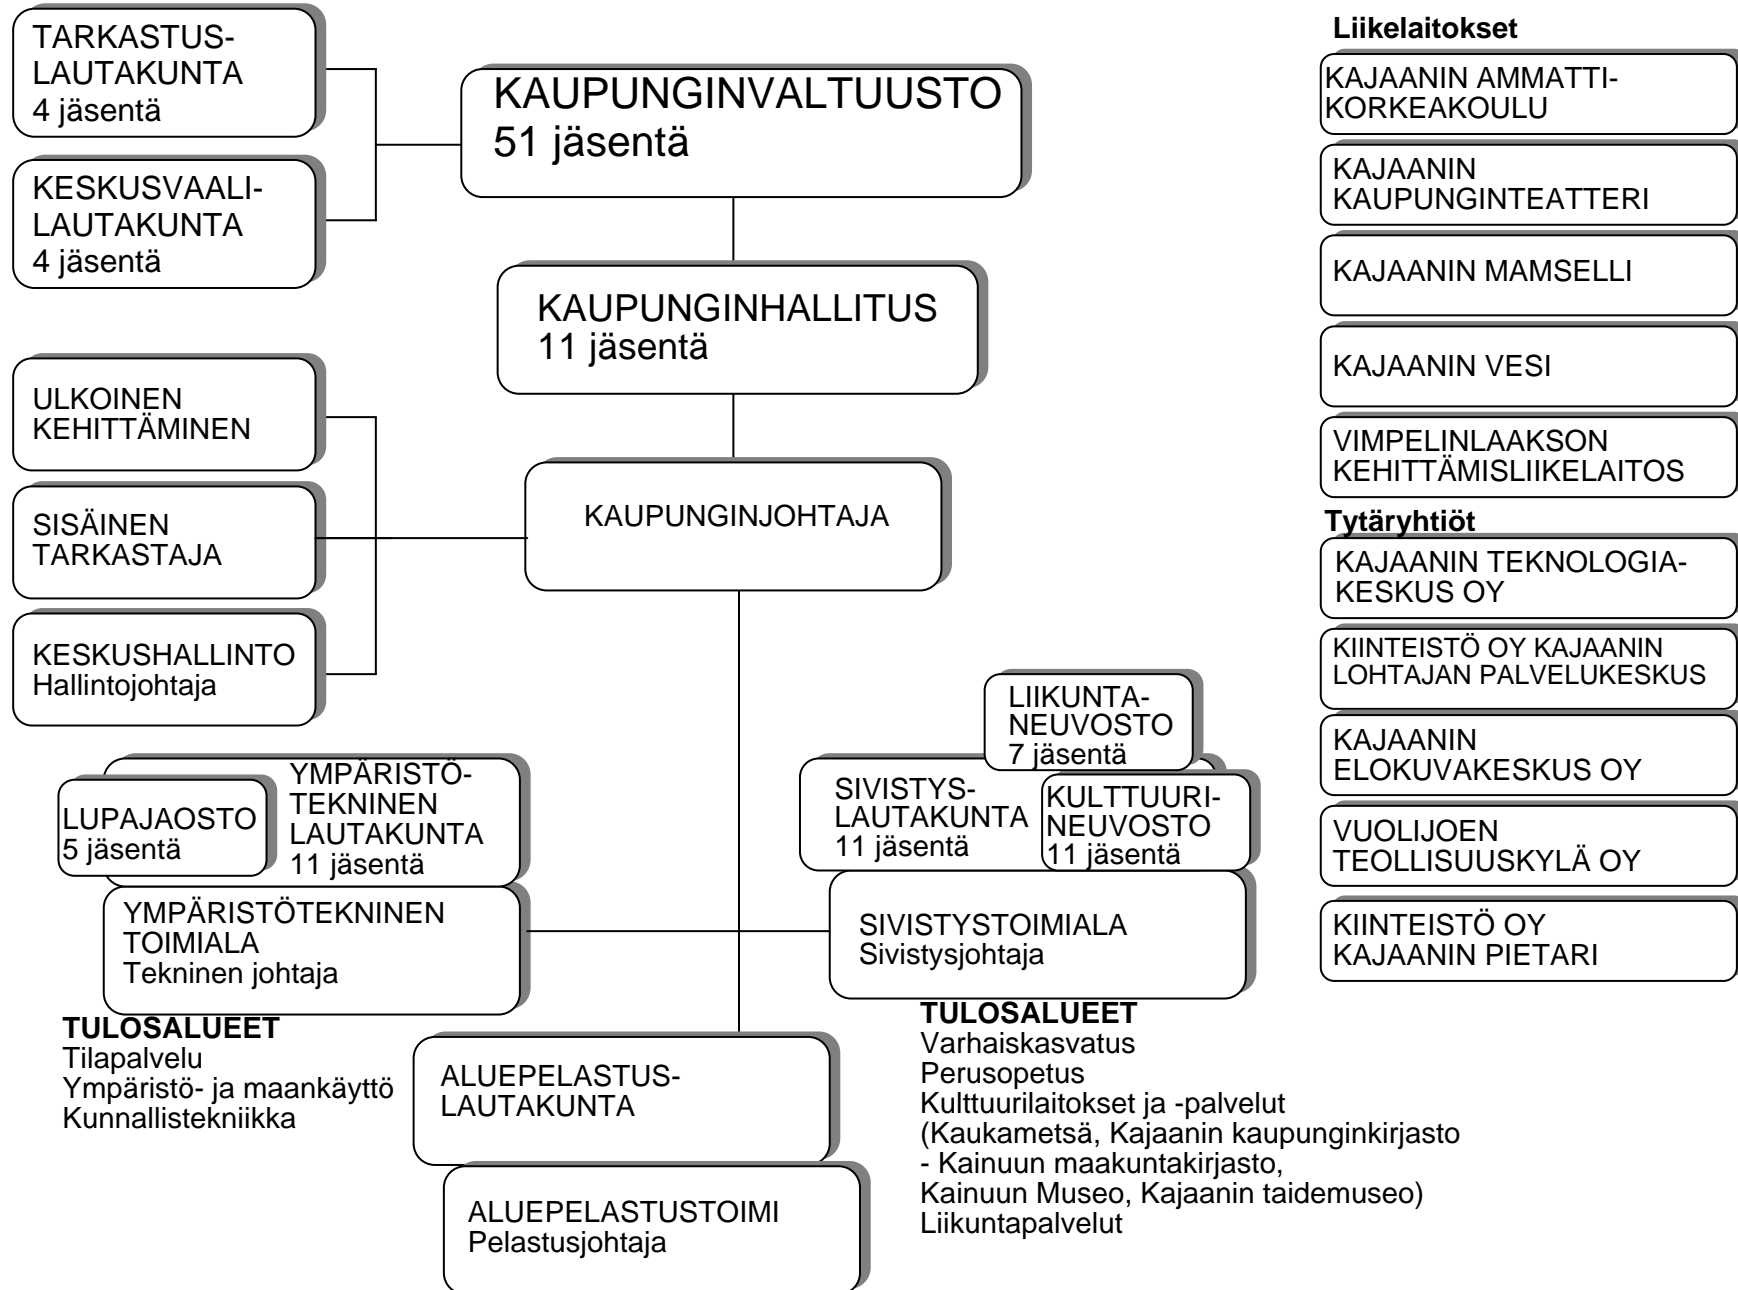 TARKASTUS-
LAUTAKUNTA
4 jäsentä
KESKUSVAALI-
LAUTAKUNTA
4 jäsentä
KAUPUNGINVALTUUSTO
51 jäsentä
KAUPUNGINHALLITUS
11 jäsentä
ULKOINEN
KEHITTÄMINEN
SISÄINEN
TARKASTAJA
KESKUSHALLINTO
Hallintojohtaja
KAUPUNGINJOHTAJA
LUPAJAOSTO
5 jäsentä
YMPÄRISTÖ-
TEKNINEN
LAUTAKUNTA
11 jäsentä
YMPÄRISTÖTEKNINEN
TOIMIALA
Tekninen johtaja
TULOSALUEET
Tilapalvelu
Ympäristö- ja maankäyttö
Kunnallistekniikka
LIIKUNTA-
NEUVOSTO
7 jäsentä
SIVISTYS-
LAUTAKUNTA
11 jäsentä
KULTTUURI-
NEUVOSTO
11 jäsentä
SIVISTYSTOIMIALA
Sivistysjohtaja
TULOSALUEET
Varhaiskasvatus
Perusopetus
Kulttuurilaitokset ja -palvelut
(Kaukametsä, Kajaanin kaupunginkirjasto
- Kainuun maakuntakirjasto,
Kainuun Museo, Kajaanin taidemuseo)
Liikuntapalvelut
ALUEPELASTUS-
LAUTAKUNTA
ALUEPELASTUSTOIMI
Pelastusjohtaja
Liikelaitokset
KAJAANIN AMMATTI-
KORKEAKOULU
KAJAANIN
KAUPUNGINTEATTERI
KAJAANIN MAMSELLI
KAJAANIN VESI
VIMPELINLAAKSON
KEHITTÄMISLIIKELAITOS
Tytäryhtiöt
KAJAANIN TEKNOLOGIA-
KESKUS OY
KIINTEISTÖ OY KAJAANIN
LOHTAJAN PALVELUKESKUS
KAJAANIN
ELOKUVAKESKUS OY
VUOLIJOEN
TEOLLISUUSKYLÄ OY
KIINTEISTÖ OY
KAJAANIN PIETARI